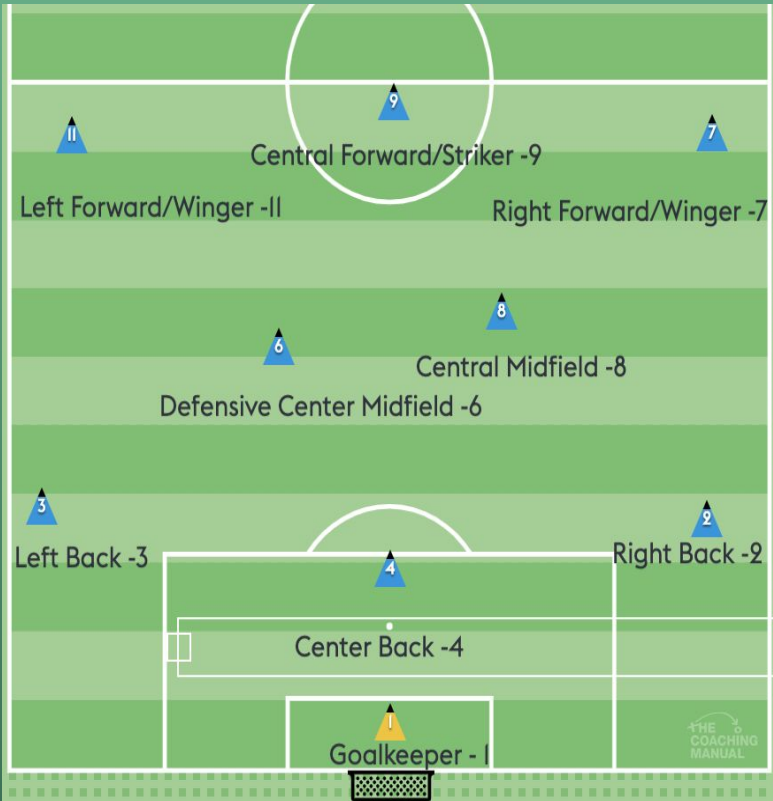 9
11
7
Central Forward/Striker -9
Left Forward/Winger -11
Right Forward/Winger -7
8
6
Central Midfield -8
Defensive Center Midfield -6
3
2
Left Back -3
Right Back -2
4
Center Back -4
1
THE
COACHING
MANUAL
Goalkeeper - 1